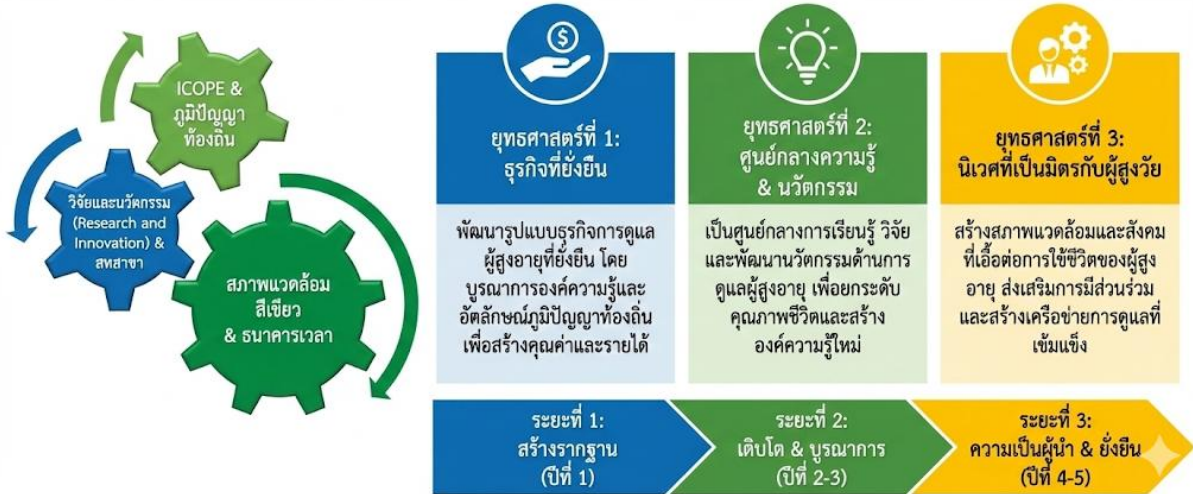 ICOPE &
ภูมิปัญญา
ท้องถิ่น
วิจัยและนวัตกรรม
(Research and
Innovation) &
สหสาขา
สภาพแวดล้อม
สีเขียว
& ธนาคารเวลา
$
ยุทธศาสตร์ที่ 1:
ธุรกิจที่ยั่งยืน
พัฒนารูปแบบธุรกิจการดูแล
ผู้สูงอายุที่ยั่งยืน โดย
บูรณาการองค์ความรู้และ
อัตลักษณ์ภูมิปัญญาท้องถิ่น
เพื่อสร้างคุณค่าและรายได้
ยุทธศาสตร์ที่ 2:
ศูนย์กลางความรู้
& นวัตกรรม
เป็นศูนย์กลางการเรียนรู้ วิจัย
และพัฒนานวัตกรรมด้านการ
ดูแลผู้สูงอายุ เพื่อยกระดับ
คุณภาพชีวิตและสร้าง
องค์ความรู้ใหม่
ยุทธศาสตร์ที่ 3:
นิเวศที่เป็นมิตรกับผู้สูงวัย
สร้างสภาพแวดล้อมและสังคม
ที่เอื้อต่อการใช้ชีวิตของผู้สูง
อายุ ส่งเสริมการมีส่วนร่วม
และสร้างเครือข่ายการดูแลที่
เข้มแข็ง
ระยะที่ 1:
สร้างรากฐาน
(ปีที่ 1)
ระยะที่ 2:
เติบโต & บูรณาการ
(ปีที่ 2-3)
ระยะที่ 3:
ความเป็นผู้นำ & ยั่งยืน
(ปีที่ 4-5)